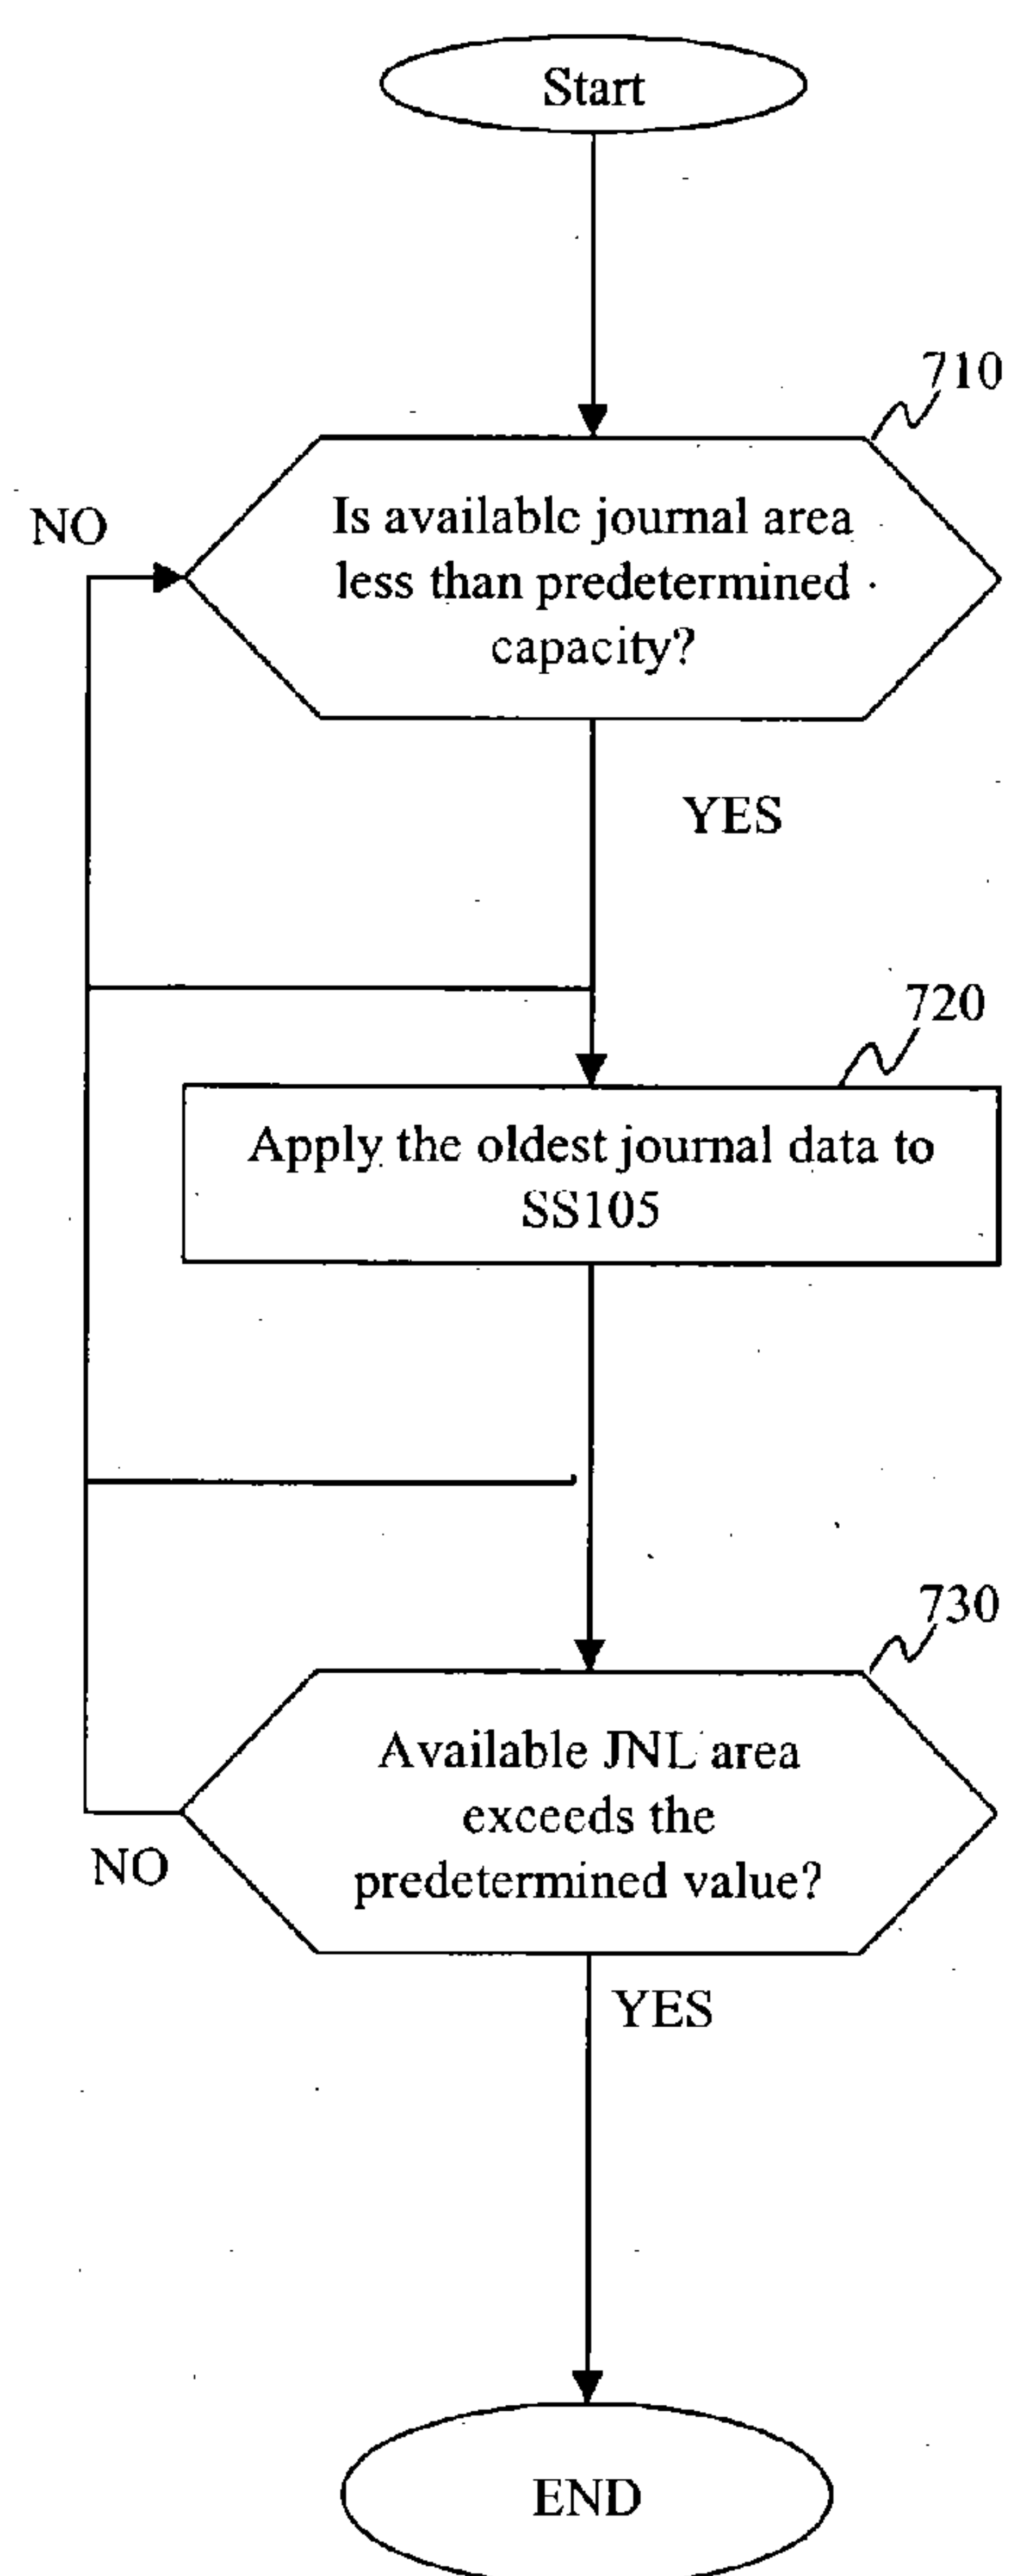 Start
710
NO
Is available journal area
less than predetermined
capacity?
YES
720
Apply the oldest journal data to
SS105
730
Available JNL area
exceeds the
predetermined value?
NO
YES
END